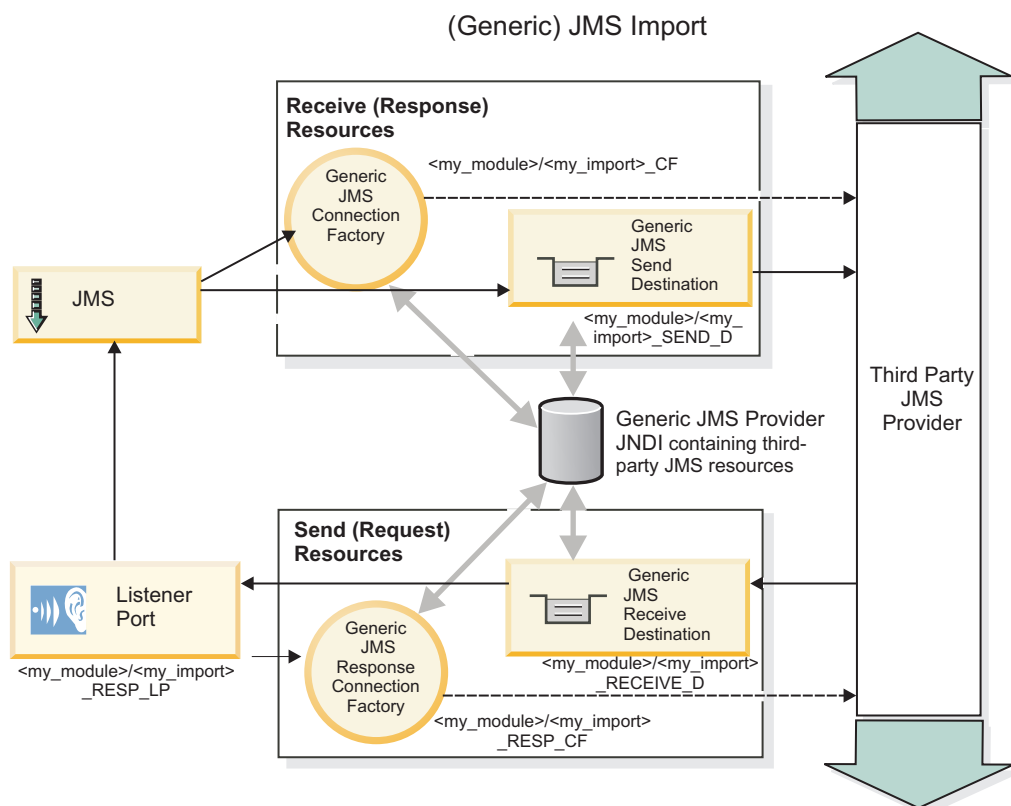 (Generic) JMS Import
Receive (Response)
Resources
Generic
JMS
Connection
Factory
<my_module>/<my_import>_CF
Generic
JMS
Send
Destination
<my_module>/<my_
import>_SEND_D
JMS
Third Party
JMS
Provider
Generic JMS Provider
JNDI containing third-
party JMS resources
Send (Request)
Resources
Listener
Port
<my_module>/<my_import>
_RESP_LP
Generic
JMS
Response
Connection
Factory
Generic
JMS
Receive
Destination
<my_module>/<my_import>
_RECEIVE_D
<my_module>/<my_import>
_RESP_CF